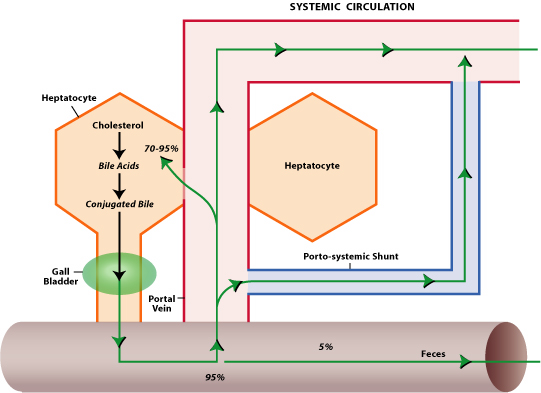 SYSTEMIC CIRCULATION
Heptatocyte
Cholesterol
70-95%
Bile Acids
Heptatocyte
Conjugated Bile
Porto-systemic Shunt
Gall
Bladder
Portal
Vein
5%
Feces
95%